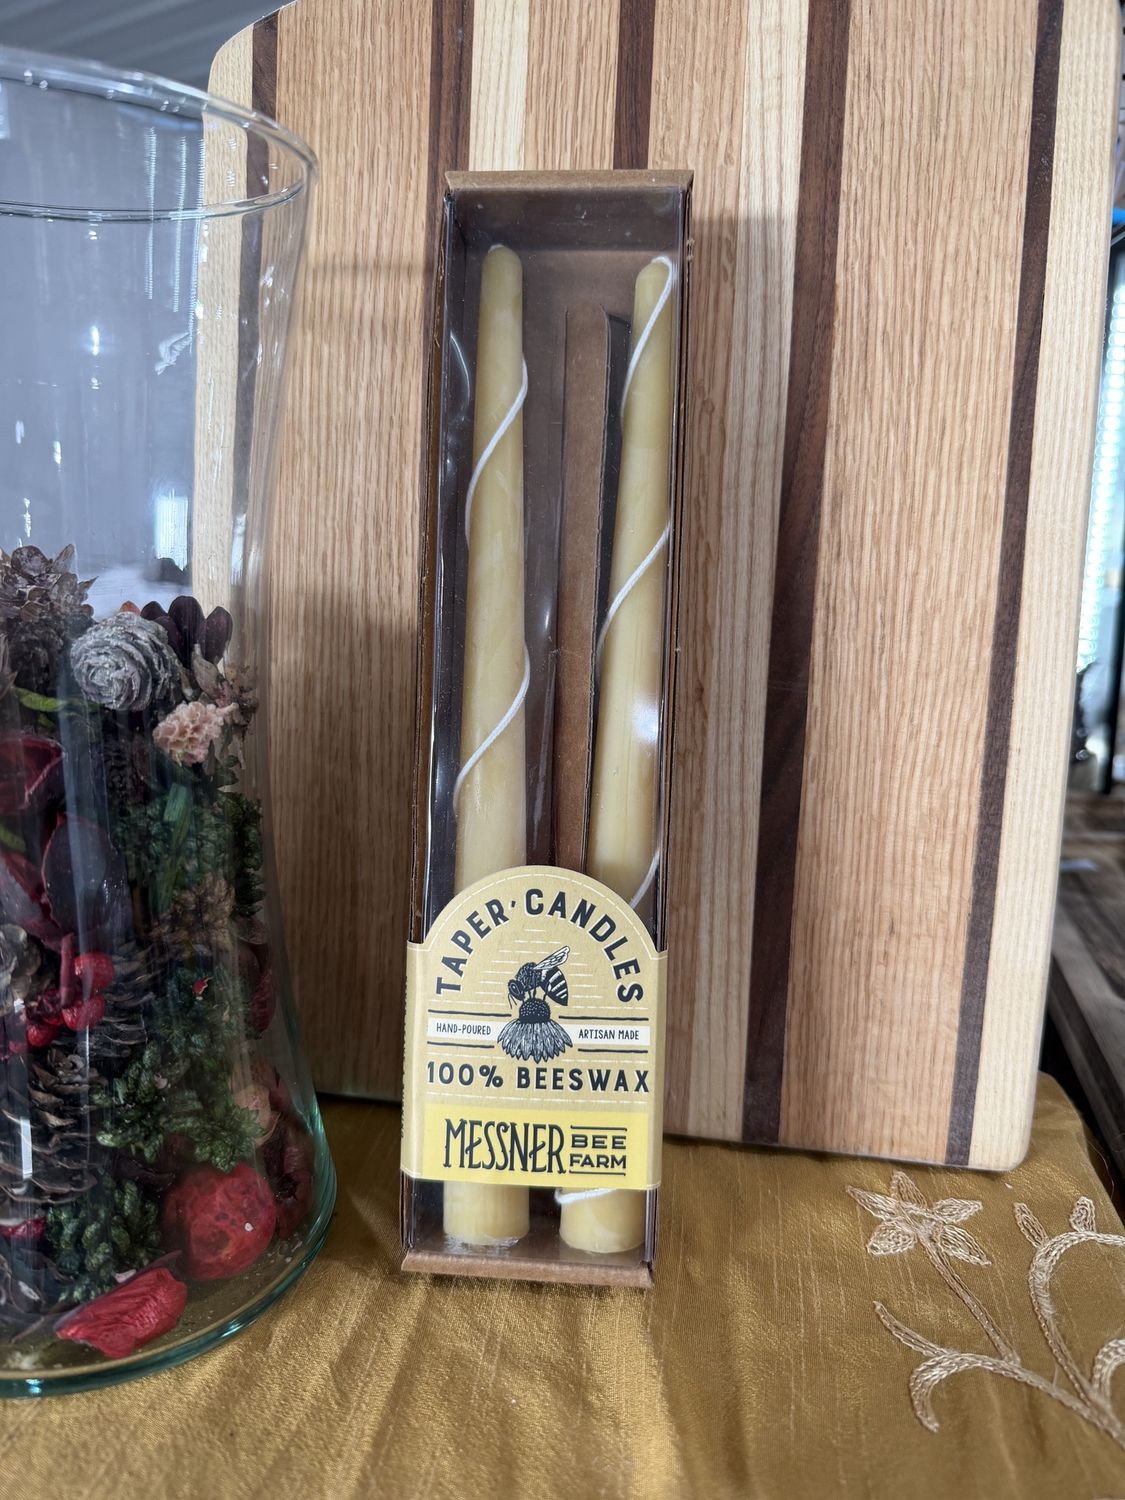 TAPER·CANDLES
HAND-POURED
ARTISAN MADE
100% BEESWAX
MESSNER BEE FARM